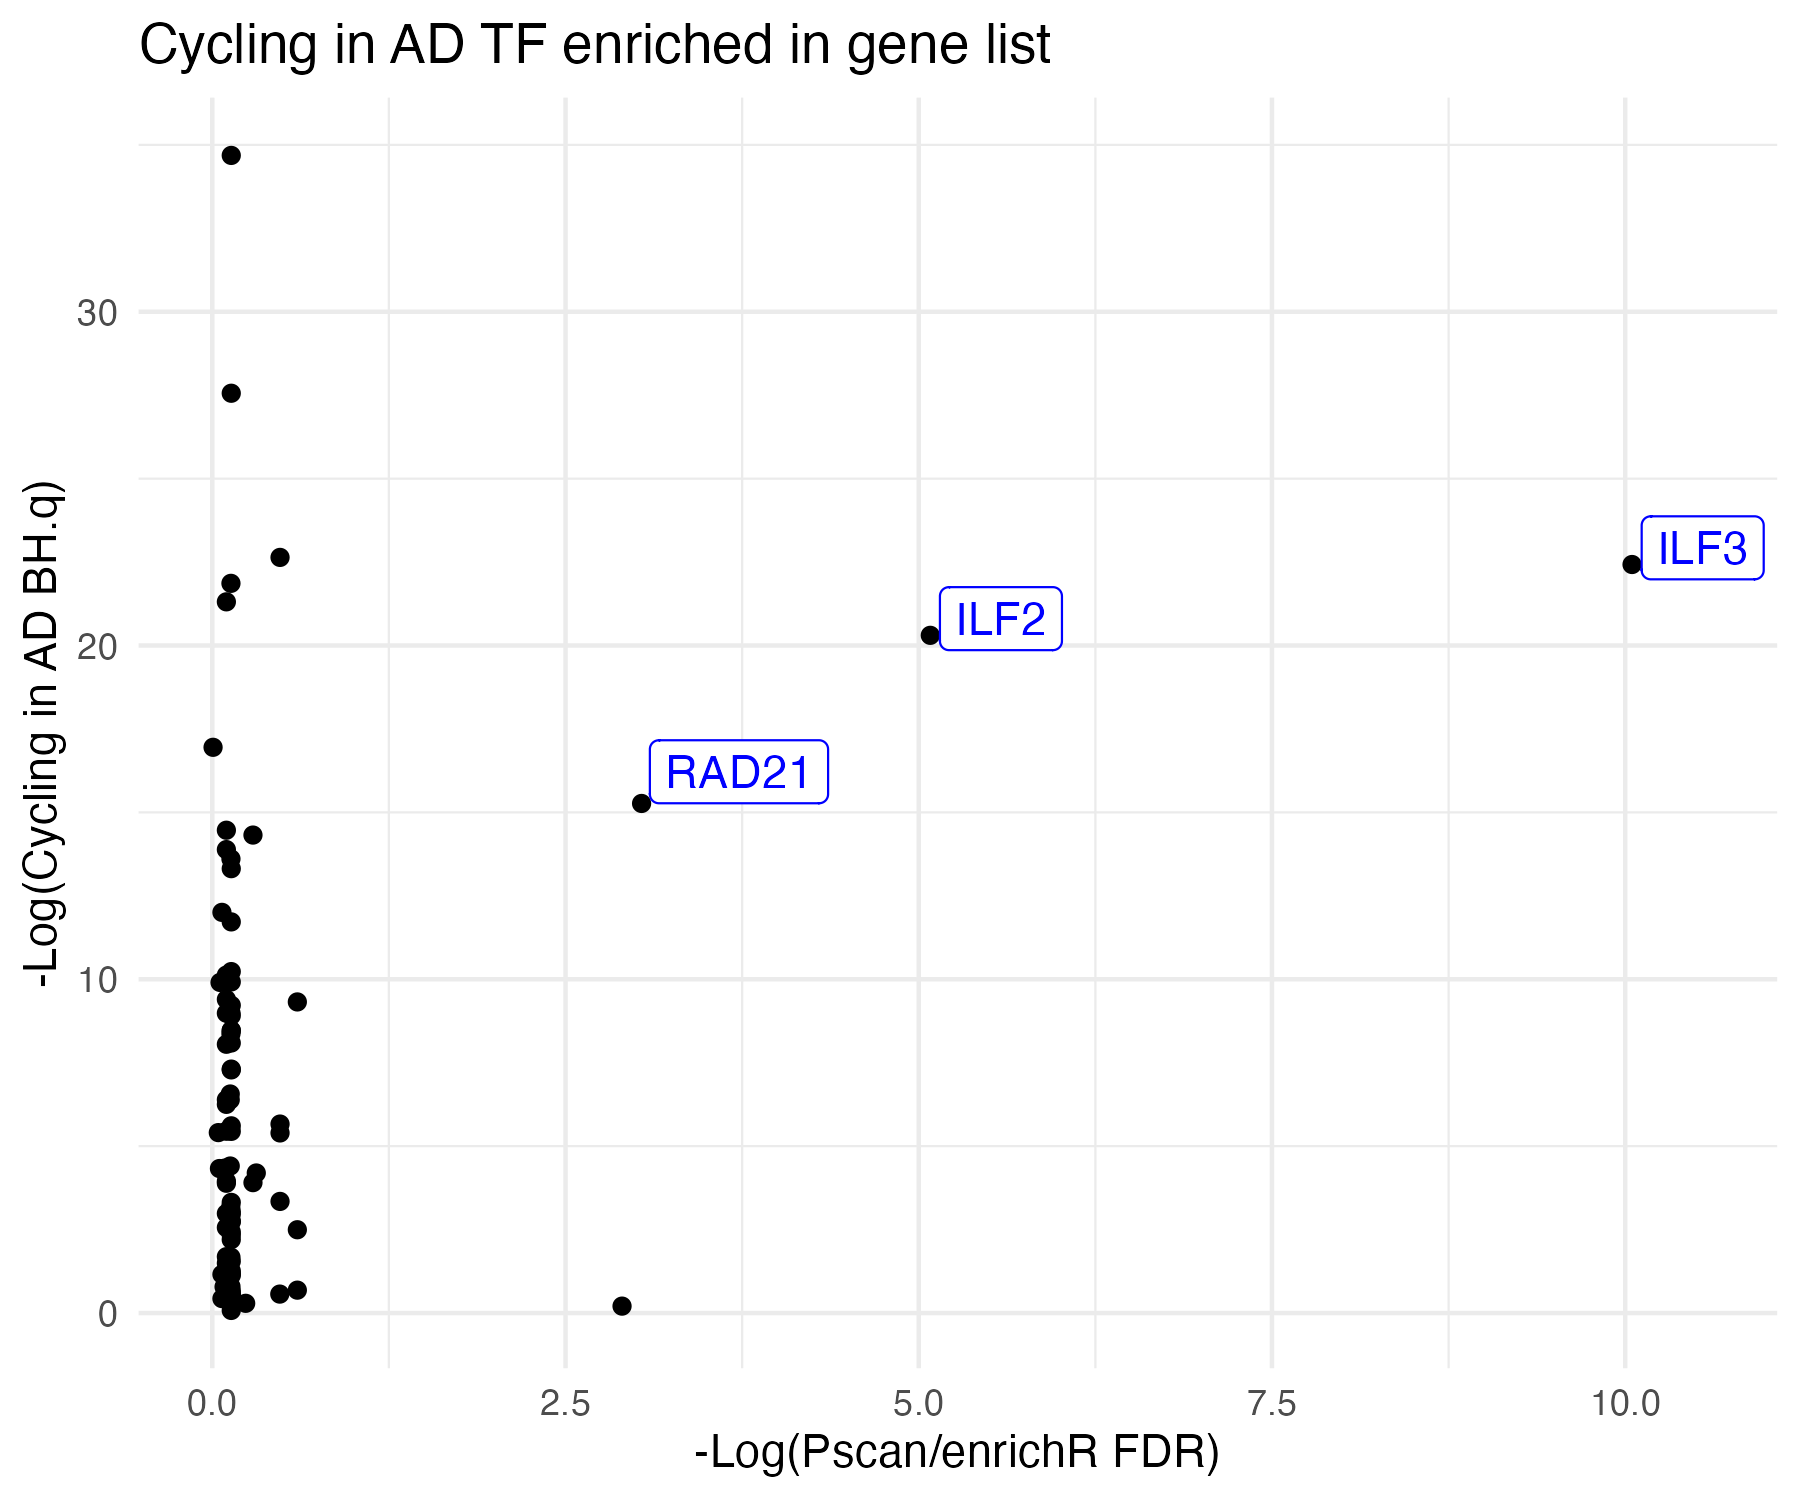 Cycling in AD TF enriched in gene list
-Log(Cycling in AD BH.q)
30
20
10
0
ILF3
ILF2
RAD21
0.0 2.5 5.0 7.5 10.0
-Log(Pscan/enrichR FDR)